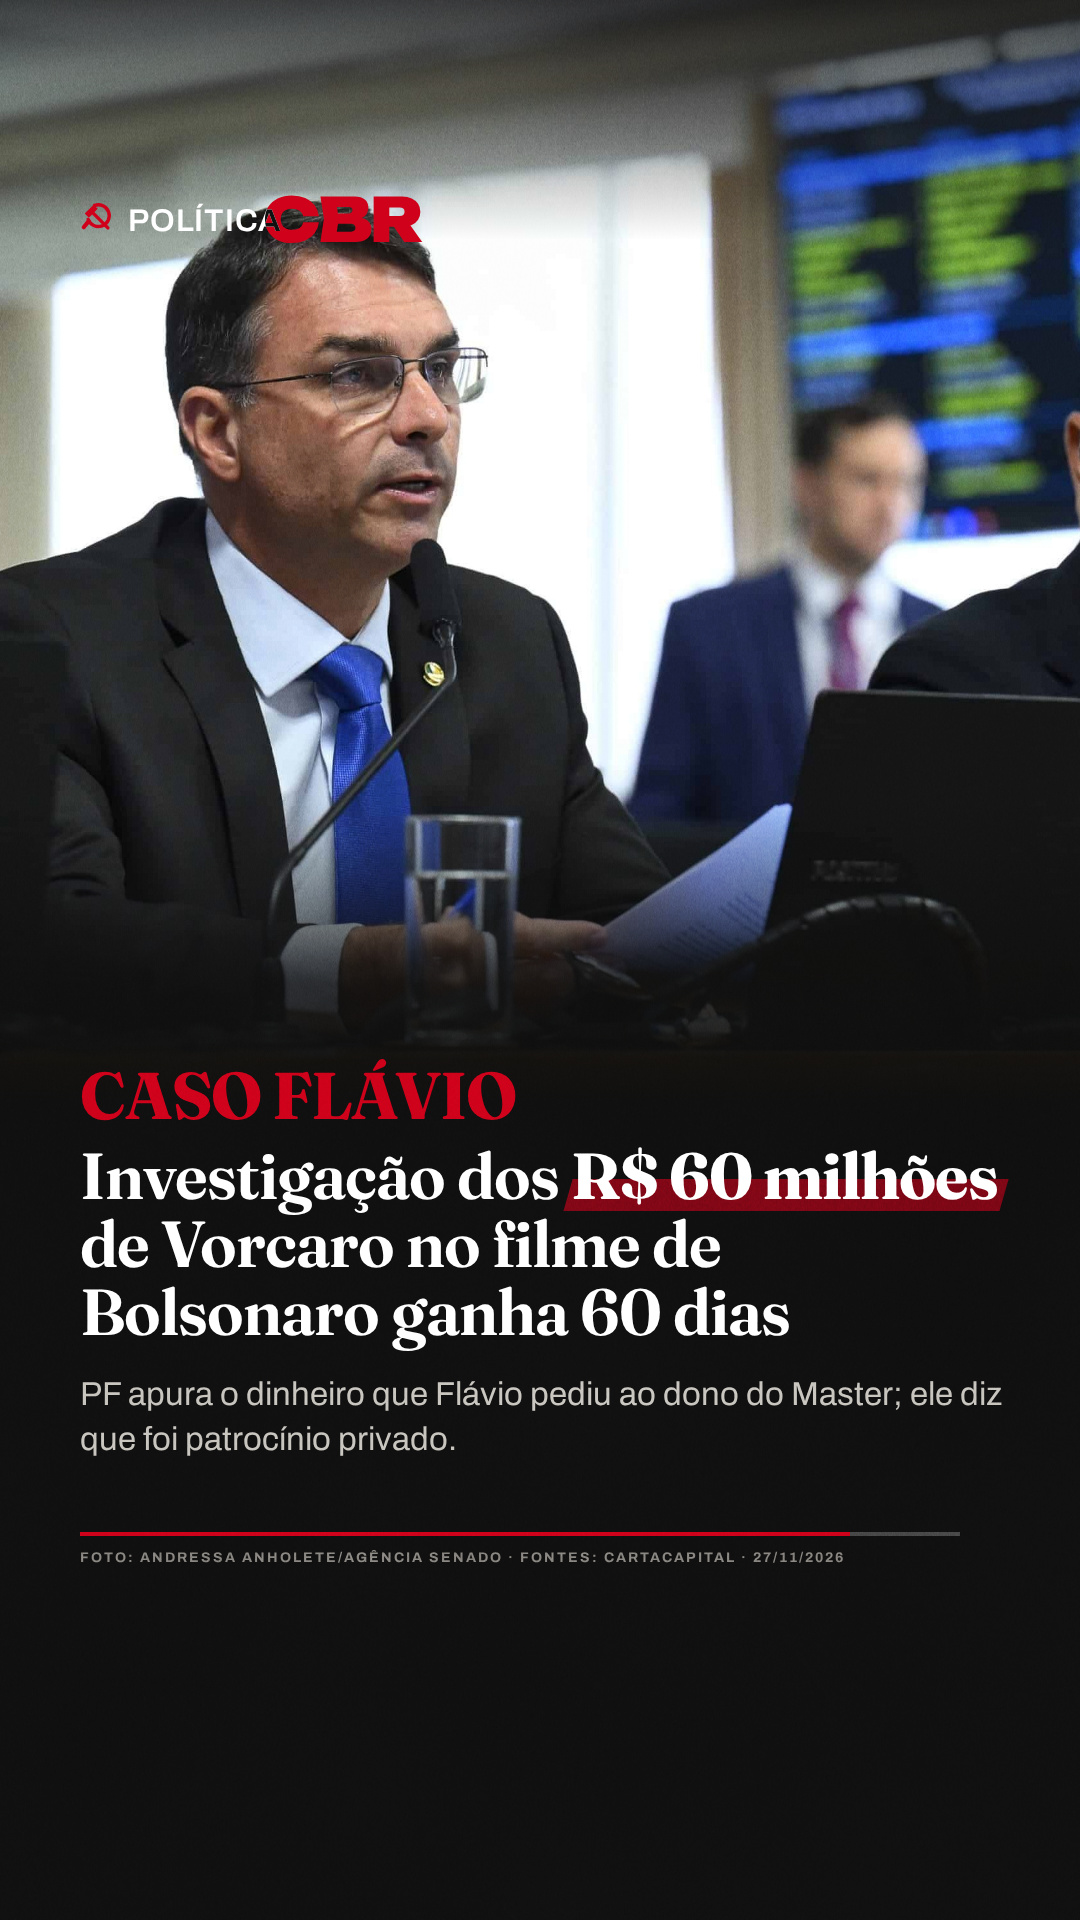 POLÍTICA CBR
CASO FLÁVIO
Investigação dos R$ 60 milhões
de Vorcaro no filme de
Bolsonaro ganha 60 dias
PF apura o dinheiro que Flávio pediu ao dono do Master; ele diz
que foi patrocínio privado.
FOTO: ANDRESSA ANHOLETE/AGÊNCIA SENADO · FONTES: CARTACAPITAL · 27/11/2026